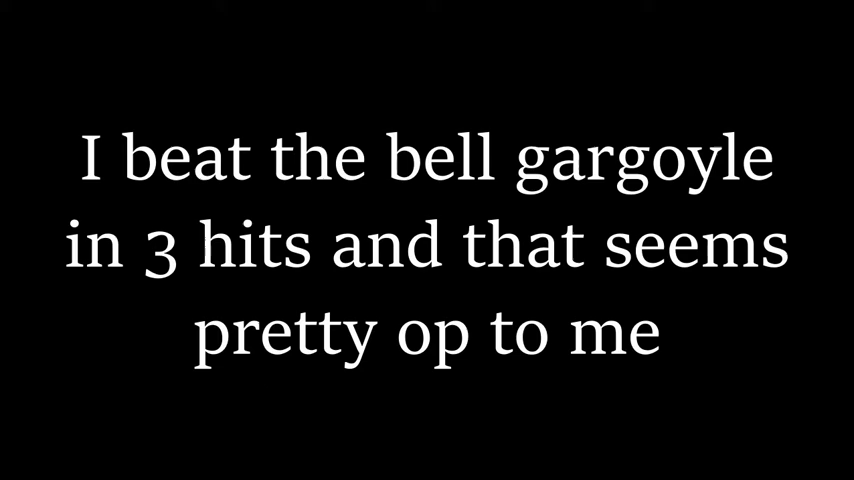 I beat the bell gargoyle
in 3 hits and that seems
pretty op to me